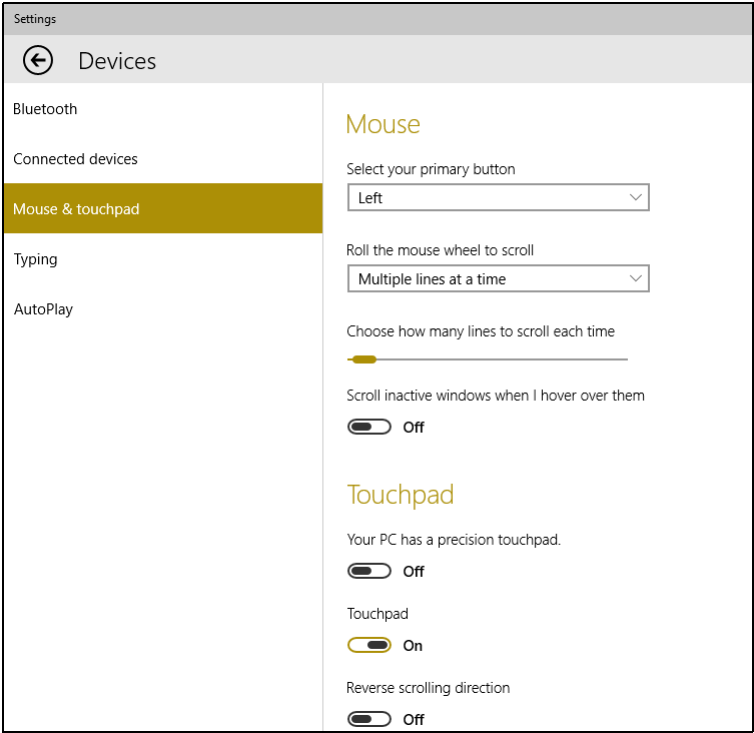 Settings
Devices
Bluetooth
Connected devices
Mouse & touchpad
Typing
AutoPlay
Mouse
Select your primary button
Left
Roll the mouse wheel to scroll
Multiple lines at a time
Choose how many lines to scroll each time
Scroll inactive windows when I hover over them
Off
Touchpad
Your PC has a precision touchpad.
Off
Touchpad
On
Reverse scrolling direction
Off